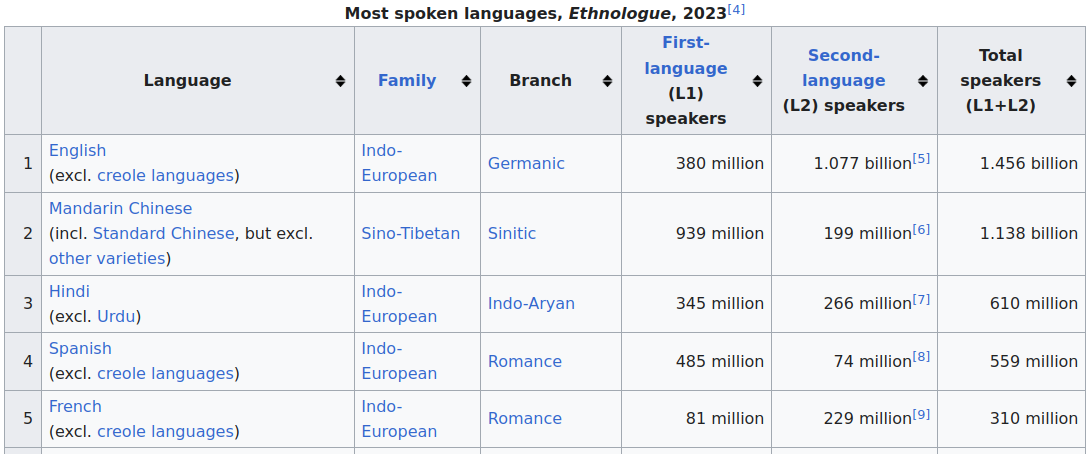 Most spoken languages, Ethnologue, 2023[4]
Language Family Branch First-language (L1) speakers Second-language (L2) speakers Total speakers (L1+L2)
1 English (excl. creole languages) Indo-European Germanic 380 million 1.077 billion[5] 1.456 billion
2 Mandarin Chinese (incl. Standard Chinese, but excl. other varieties) Sino-Tibetan Sinitic 939 million 199 million[6] 1.138 billion
3 Hindi (excl. Urdu) Indo-European Indo-Aryan 345 million 266 million[7] 610 million
4 Spanish (excl. creole languages) Indo-European Romance 485 million 74 million[8] 559 million
5 French (excl. creole languages) Indo-European Romance 81 million 229 million[9] 310 million